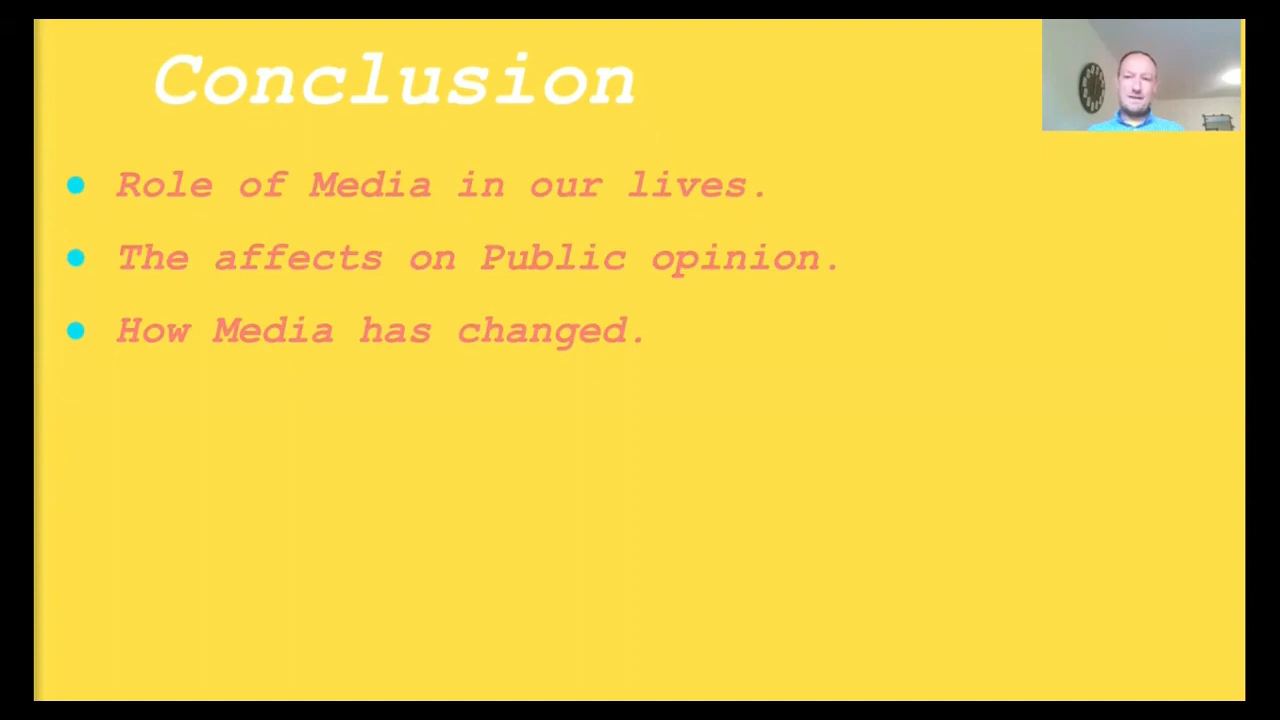 Conclusion
Role of Media in our lives.
The affects on Public opinion.
How Media has changed.